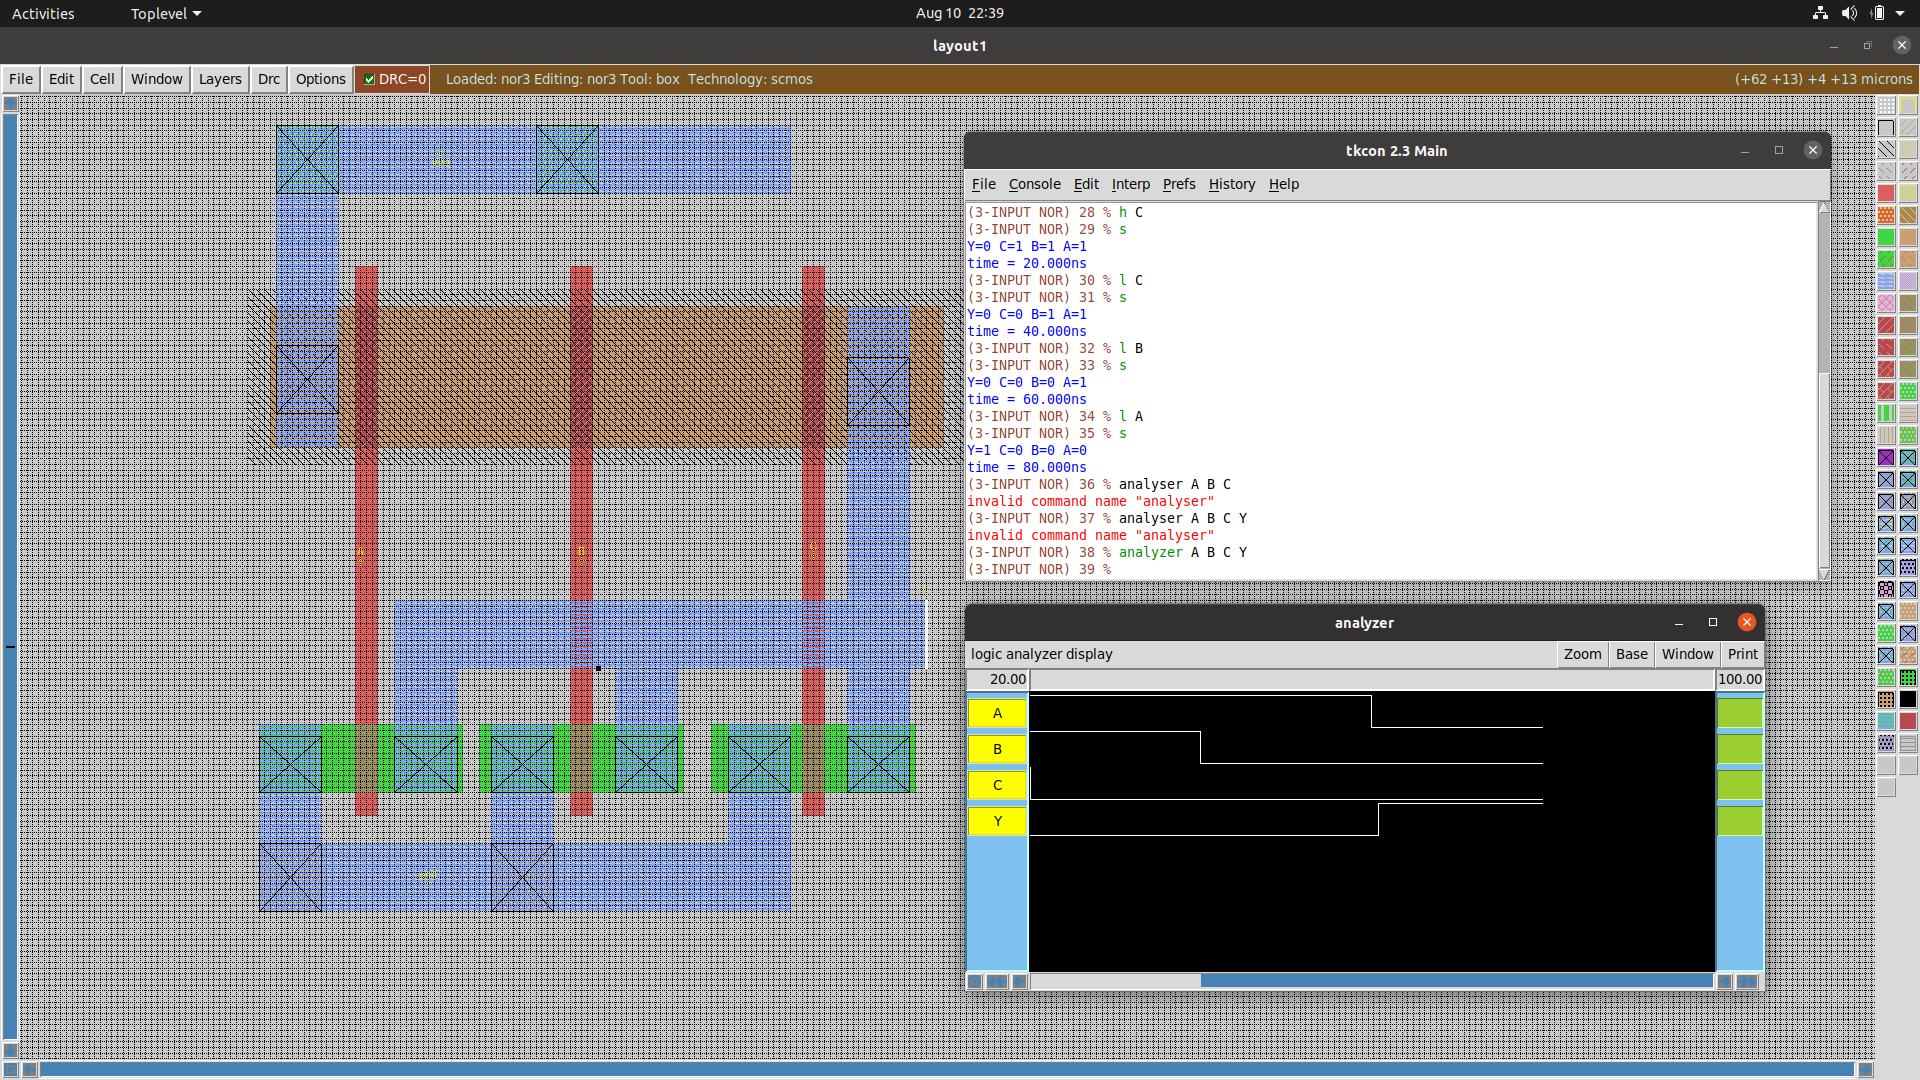 Activities Toplevel Aug 10 22:39
layout1
File Edit Cell Window Layers Drc Options DRC=0 Loaded: nor3 Editing: nor3 Tool: box Technology: scmos (+62 +13) +4 +13 microns
tkcon 2.3 Main
File Console Edit Interp Prefs History Help
(3-INPUT NOR) 28 % h C
(3-INPUT NOR) 29 % s
Y=0 C=1 B=1 A=1
time = 20.000ns
(3-INPUT NOR) 30 % l C
(3-INPUT NOR) 31 % s
Y=0 C=0 B=1 A=1
time = 40.000ns
(3-INPUT NOR) 32 % l B
(3-INPUT NOR) 33 % s
Y=0 C=0 B=0 A=1
time = 60.000ns
(3-INPUT NOR) 34 % l A
(3-INPUT NOR) 35 % s
Y=1 C=0 B=0 A=0
time = 80.000ns
(3-INPUT NOR) 36 % analyser A B C
invalid command name "analyser"
(3-INPUT NOR) 37 % analyser A B C Y
invalid command name "analyser"
(3-INPUT NOR) 38 % analyzer A B C Y
(3-INPUT NOR) 39 %
A B C
analyzer
logic analyzer display Zoom Base Window Print
20.00 100.00
A
B
C
Y